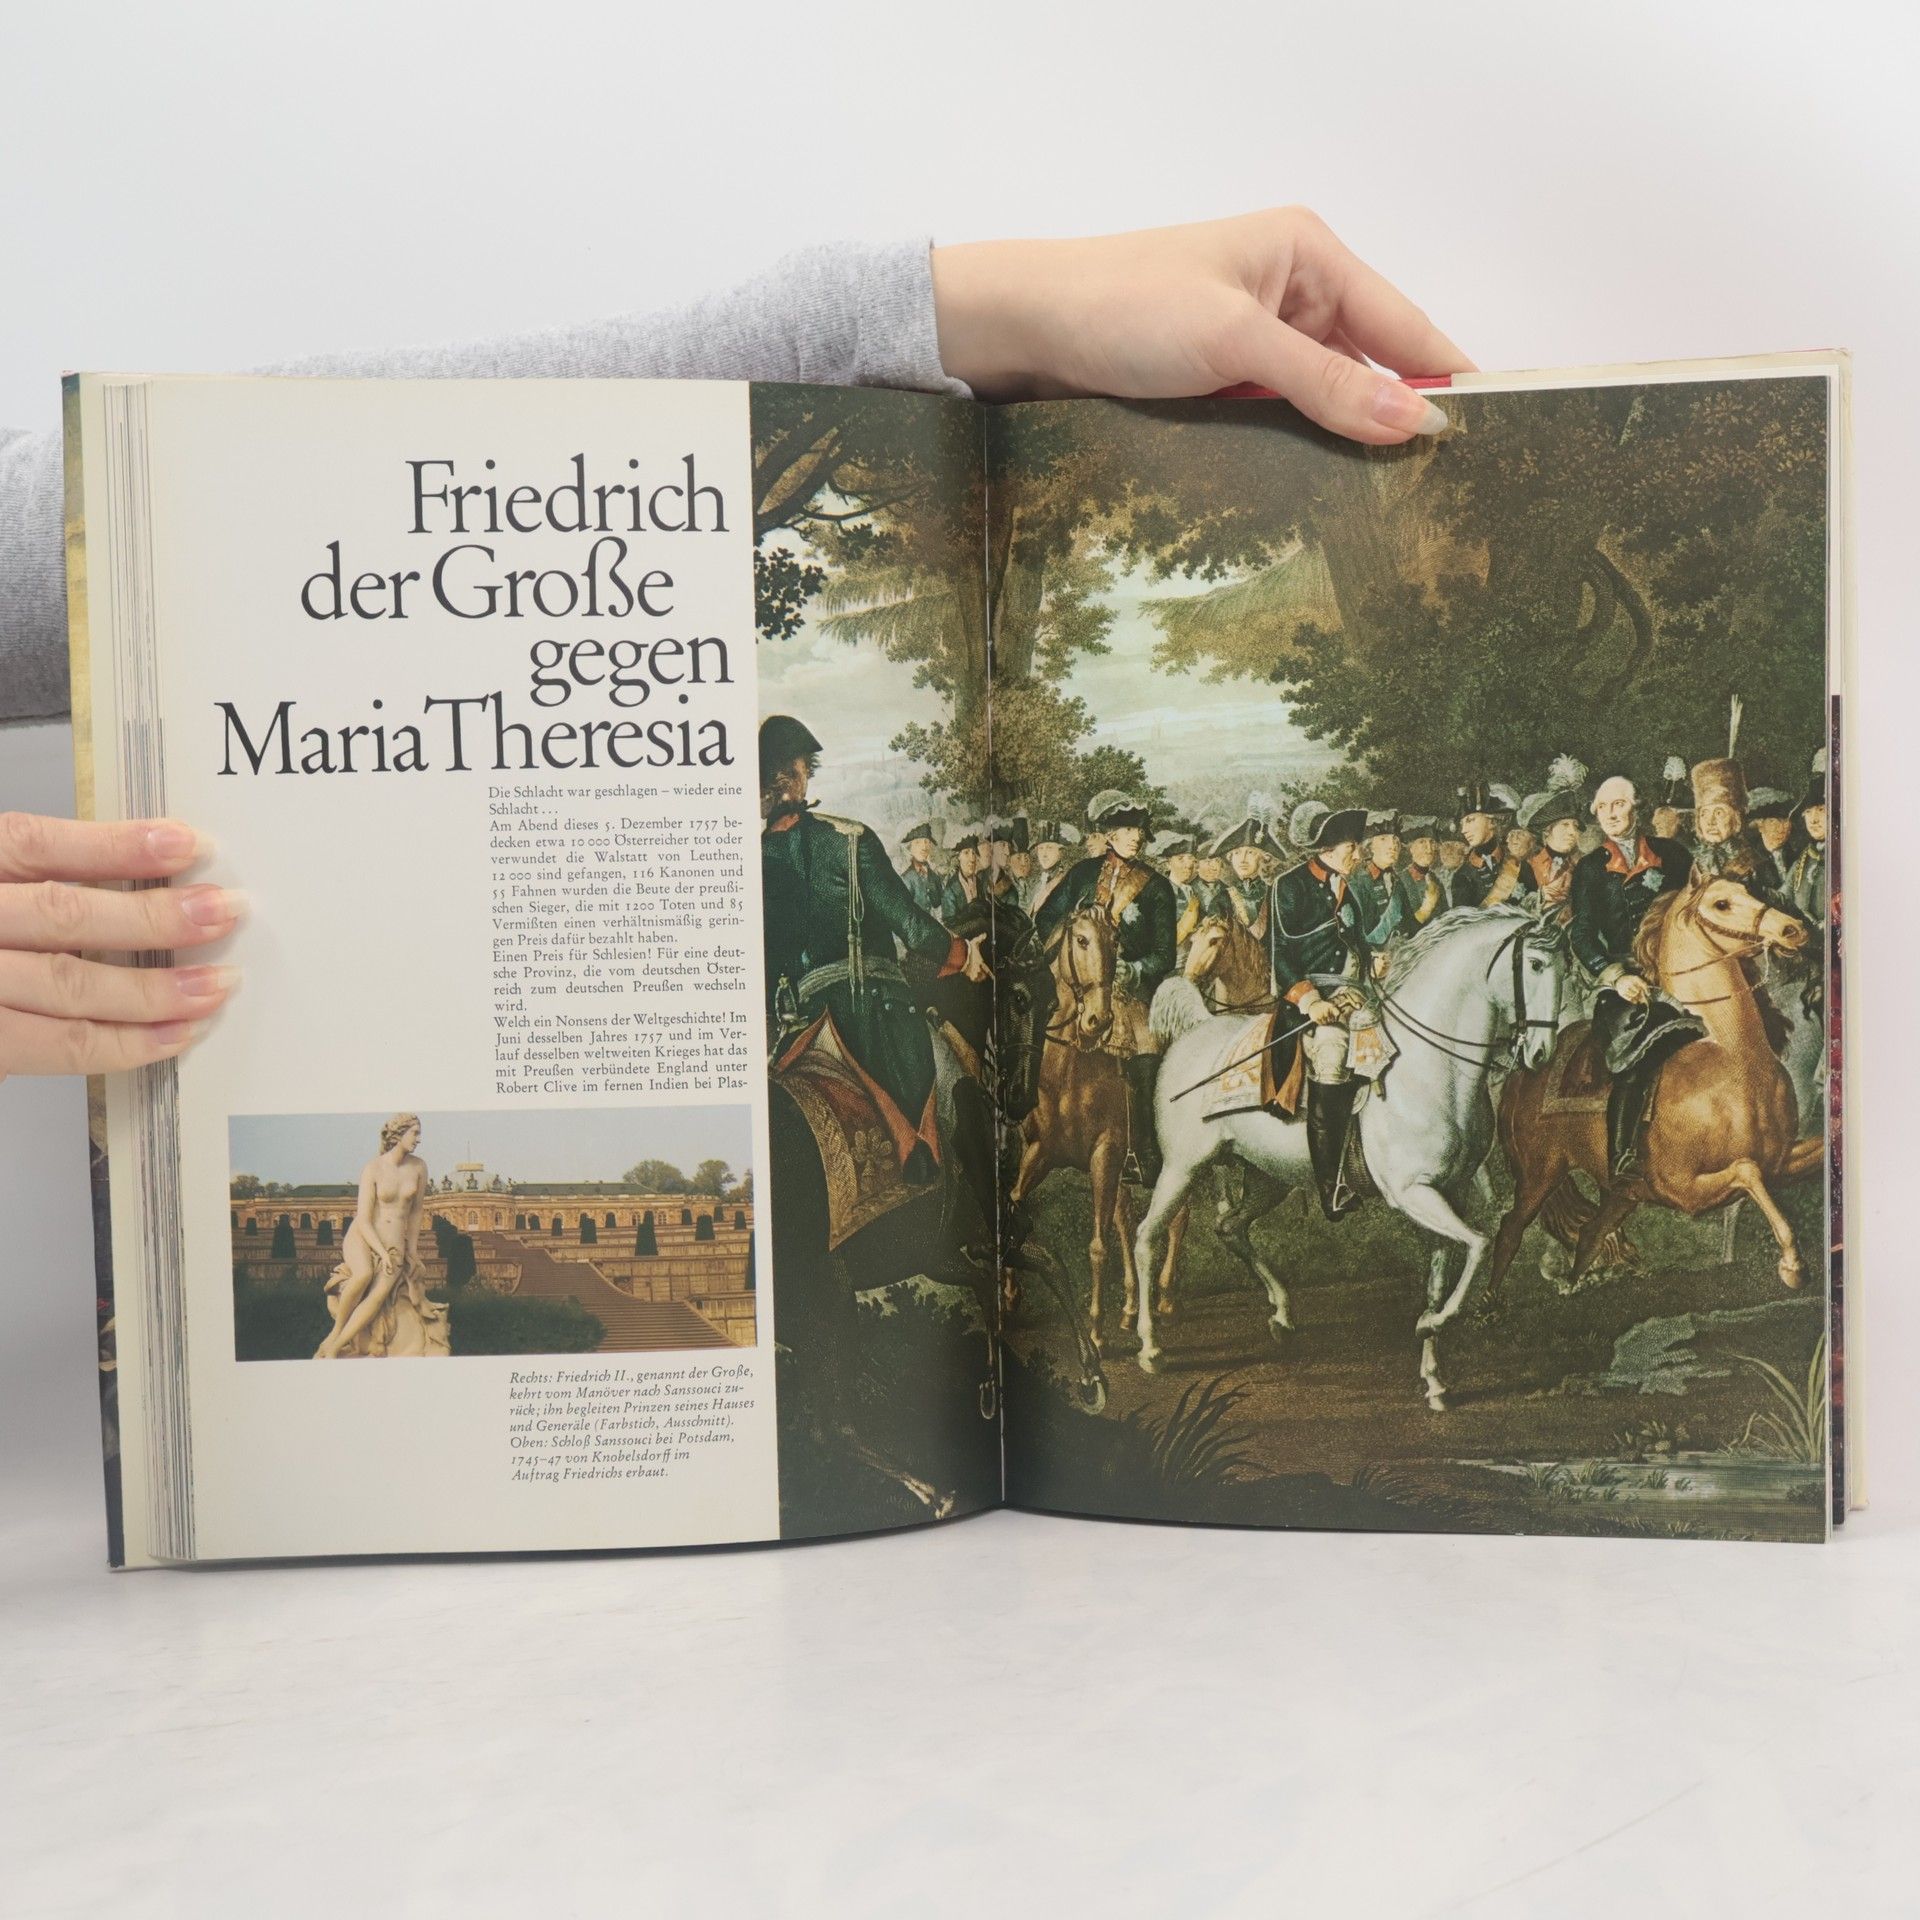 Friedrich
der Große
gegen
Maria Theresia
Die Schlacht war geschlagen – wieder eine
Schlacht ...
Am Abend dieses 5. Dezember 1757 be-
decken etwa 10 000 Österreicher tot oder
verwundet die Walstatt von Leuthen,
12 000 sind gefangen, 116 Kanonen und
55 Fahnen wurden die Beute der preußi-
schen Sieger, die mit 1200 Toten und 85
Vermißten einen verhältnismäßig gerin-
gen Preis dafür bezahlt haben.
Einen Preis für Schlesien! Für eine deut-
sche Provinz, die vom deutschen Öster-
reich zum deutschen Preußen wechseln
wird.
Welch ein Nonsens der Weltgeschichte! Im
Juni desselben Jahres 1757 und im Ver-
lauf desselben weltweiten Krieges hat das
mit Preußen verbündete England unter
Robert Clive im fernen Indien bei Plas-
Rechts: Friedrich II., genannt der Große,
kehrt vom Manöver nach Sanssouci zu-
rück; ihn begleiten Prinzen seines Hauses
und Generäle (Farbstich, Ausschnitt).
Oben: Schloß Sanssouci bei Potsdam,
1745–47 von Knobelsdorff im
Auftrag Friedrichs erbaut.